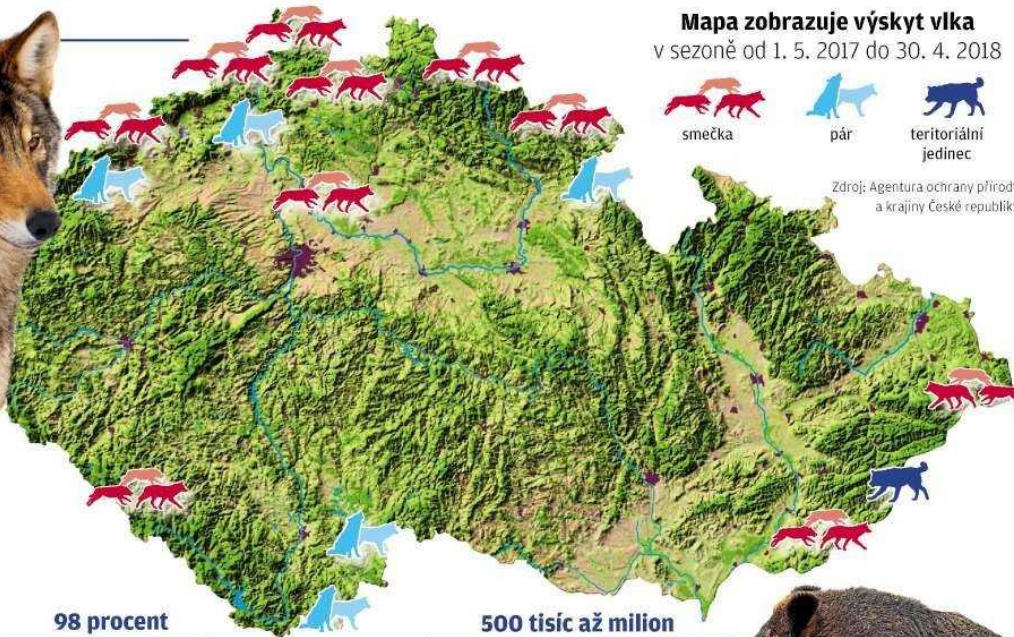 Mapa zobrazuje výskyt vlka
v sezoně od 1. 5. 2017 do 30. 4. 2018
smečka
pár
teritoriální
jedinec
Zdroj: Agentura ochrany přírody
a krajiny České republiky
98 procent
500 tisíc až milion